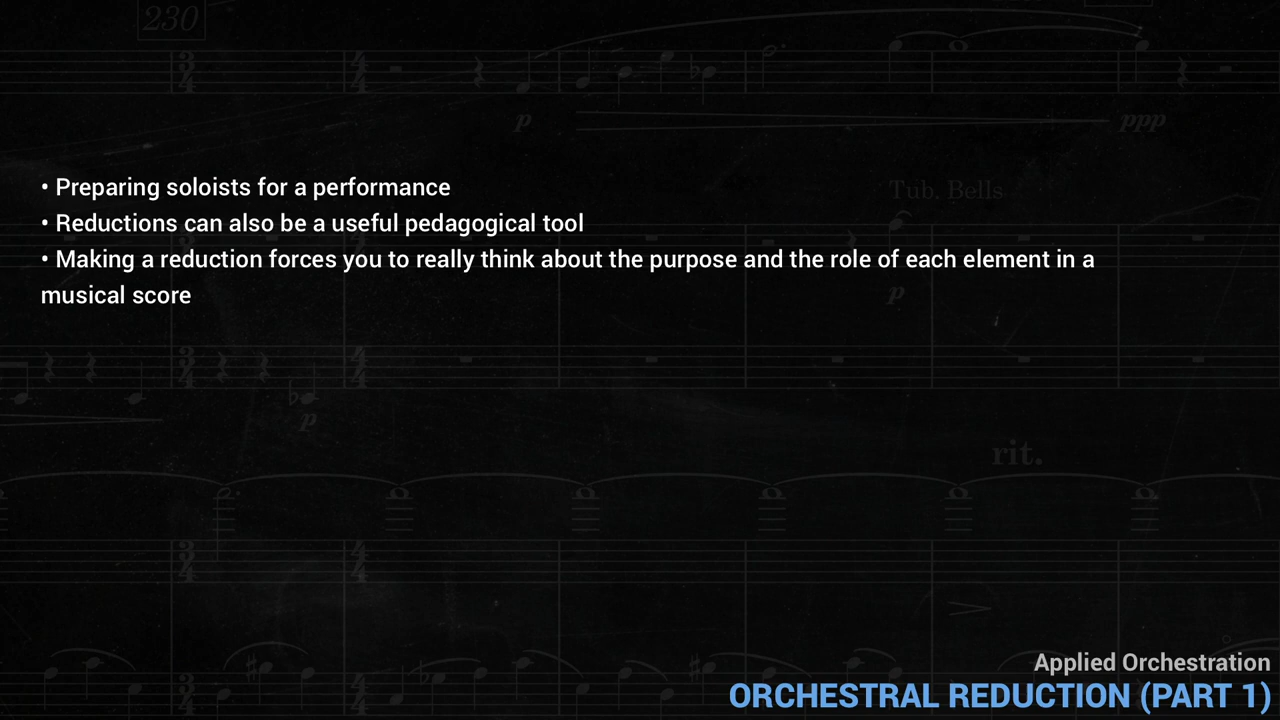 230
p
ppp
• Preparing soloists for a performance
Tub. Bells
• Reductions can also be a useful pedagogical tool
• Making a reduction forces you to really think about the purpose and the role of each element in a
musical score
p
p
rit.
Applied Orchestration
ORCHESTRAL REDUCTION (PART 1)